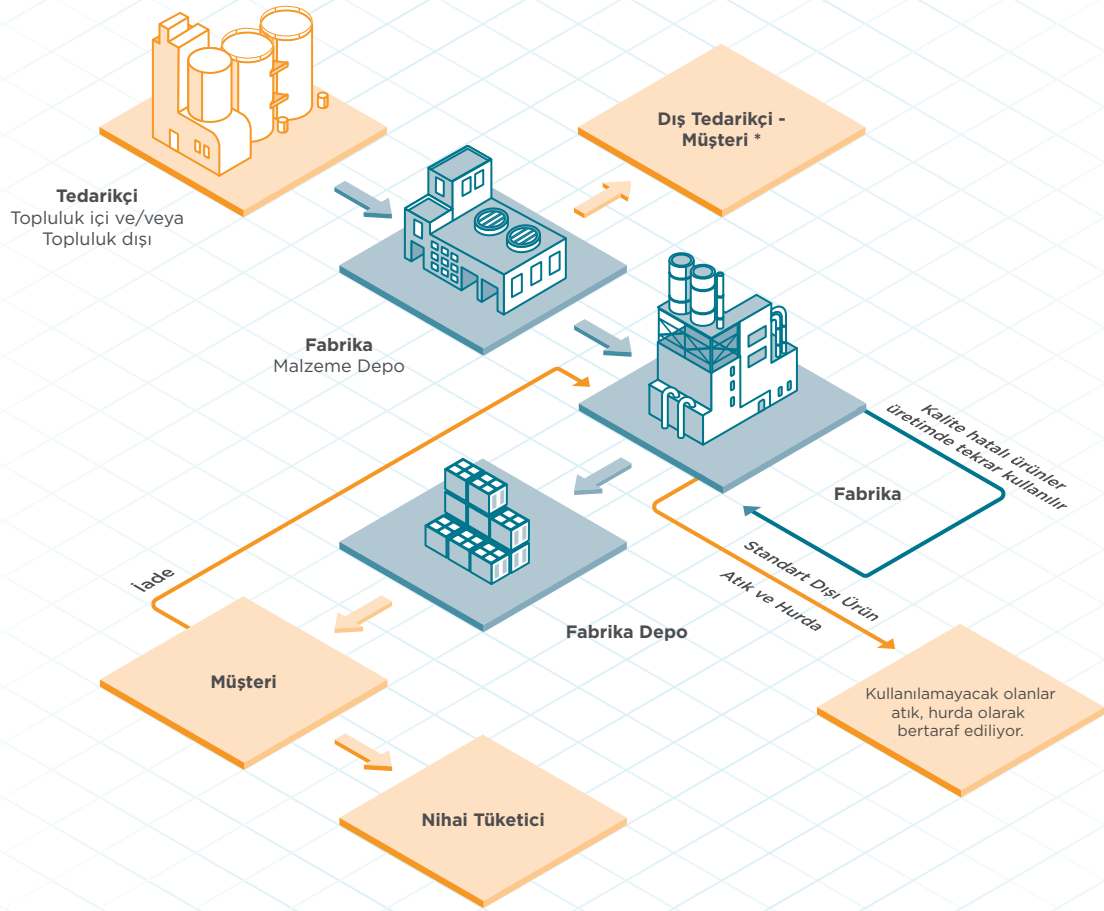 Dış Tedarikçi -
Müşteri *
Tedarikçi
Topluluk içi ve/veya
Topluluk dışı
Fabrika
Malzeme Depo
Kalite hatalı ürünler
üretimde tekrar kullanılır
Fabrika
Standart Dışı Ürün
Atık ve Hurda
İade
Fabrika Depo
Müşteri
Kullanılamayacak olanlar
atık, hurda olarak
bertaraf ediliyor.
Nihai Tüketici